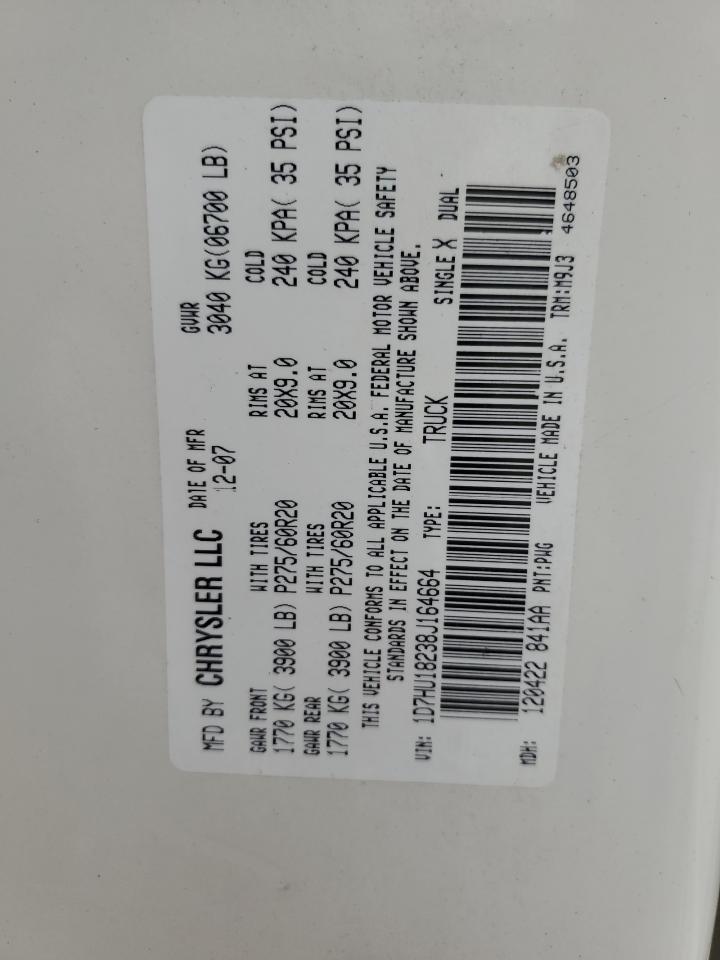 MFD BY CHRYSLER LLC DATE OF MFR GVWR
12-07 3040 KG(06700 LB)
GAWR FRONT WITH TIRES RIMS AT COLD
1770 KG( 3900 LB) P275/60R20 20X9.0 240 KPA( 35 PSI)
GAWR REAR WITH TIRES RIMS AT COLD
1770 KG( 3900 LB) P275/60R20 20X9.0 240 KPA( 35 PSI)
THIS VEHICLE CONFORMS TO ALL APPLICABLE U.S.A. FEDERAL MOTOR VEHICLE SAFETY
STANDARDS IN EFFECT ON THE DATE OF MANUFACTURE SHOWN ABOVE.
VIN: 1D7HU18238J164664 TYPE: TRUCK SINGLE X DUAL
MDH: 120422 841AA PNT:PWG VEHICLE MADE IN U.S.A. TRM:M9J3 4648503